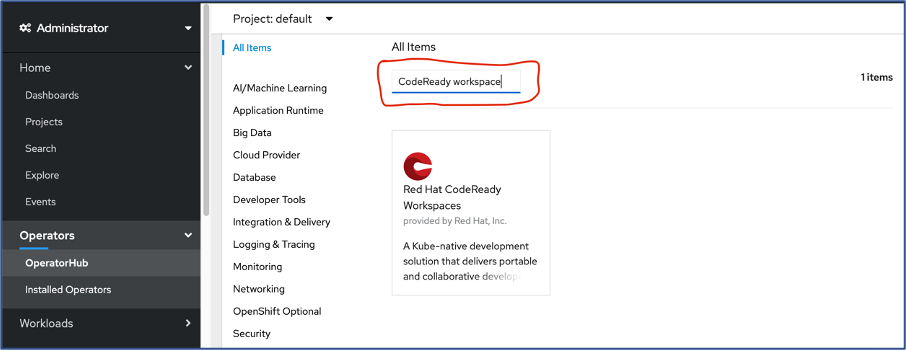 Administrator
Home
Dashboards
Projects
Search
Explore
Events
Operators
OperatorHub
Installed Operators
Workloads
Project: default
All Items
AI/Machine Learning
Application Runtime
Big Data
Cloud Provider
Database
Developer Tools
Integration & Delivery
Logging & Tracing
Monitoring
Networking
OpenShift Optional
Security
All Items
CodeReady workspace
1 items
Red Hat CodeReady
Workspaces
provided by Red Hat, Inc.
A Kube-native development
solution that delivers portable
and collaborative develop